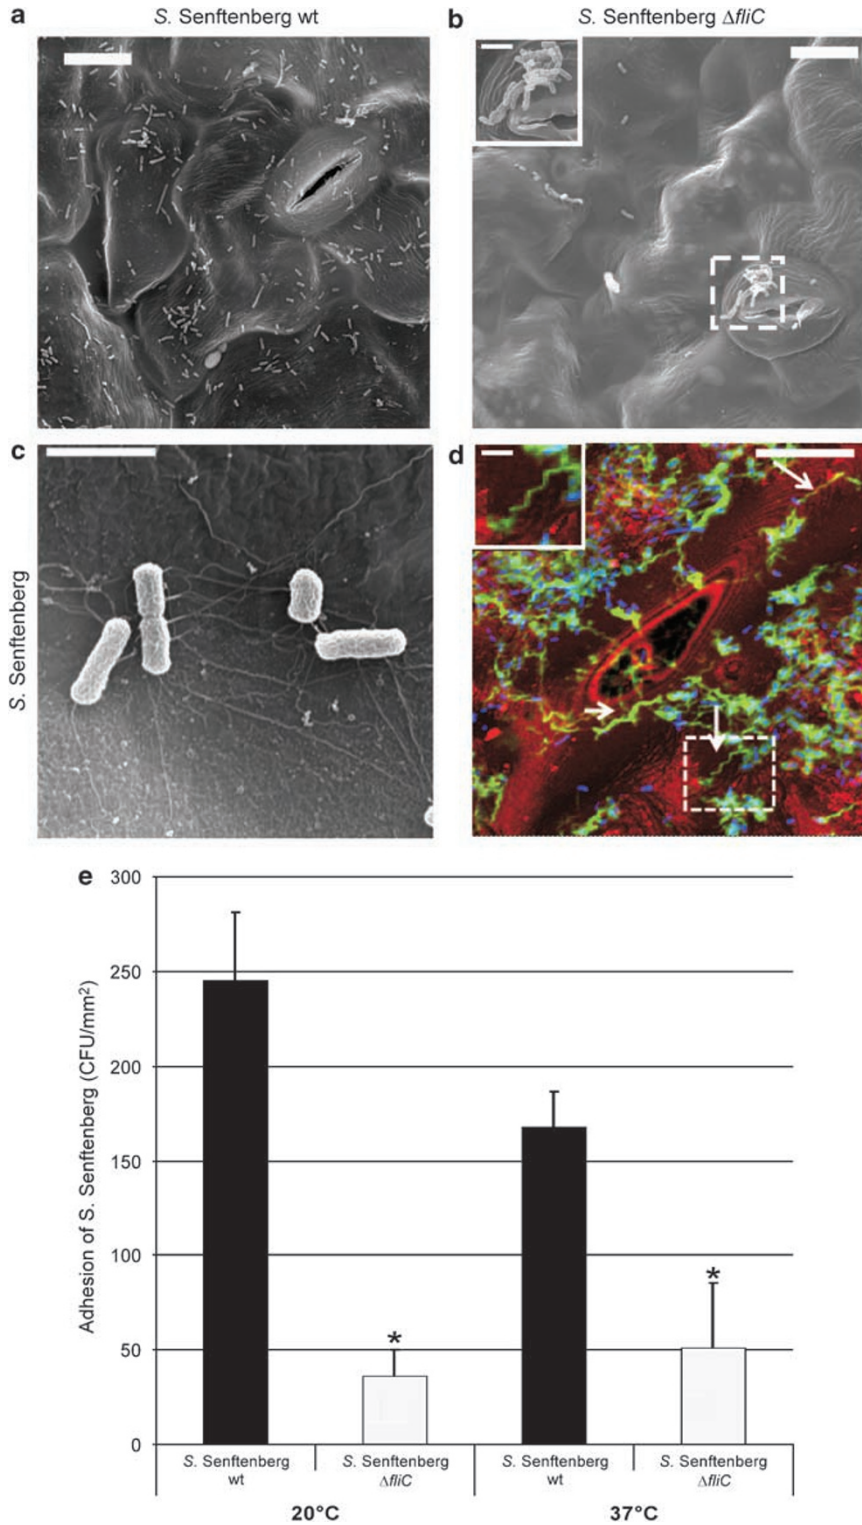 a
S. Senftenberg wt
b
S. Senftenberg ΔfliC
c
d
S. Senftenberg
e
300
250
200
150
100
50
0
Adhesion of S. Senftenberg (CFU/mm²)
*
*
S. Senftenberg
wt
S. Senftenberg
ΔfliC
S. Senftenberg
wt
S. Senftenberg
ΔfliC
20°C
37°C